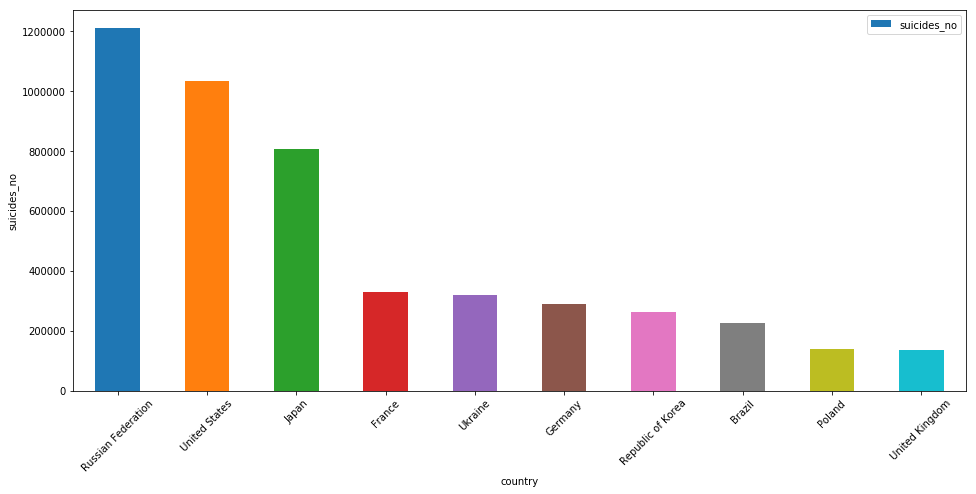 suicides_no
1200000
1000000
800000
600000
400000
200000
0
suicides_no
Russian Federation
United States
Japan
France
Ukraine
Germany
Republic of Korea
Brazil
Poland
United Kingdom
country